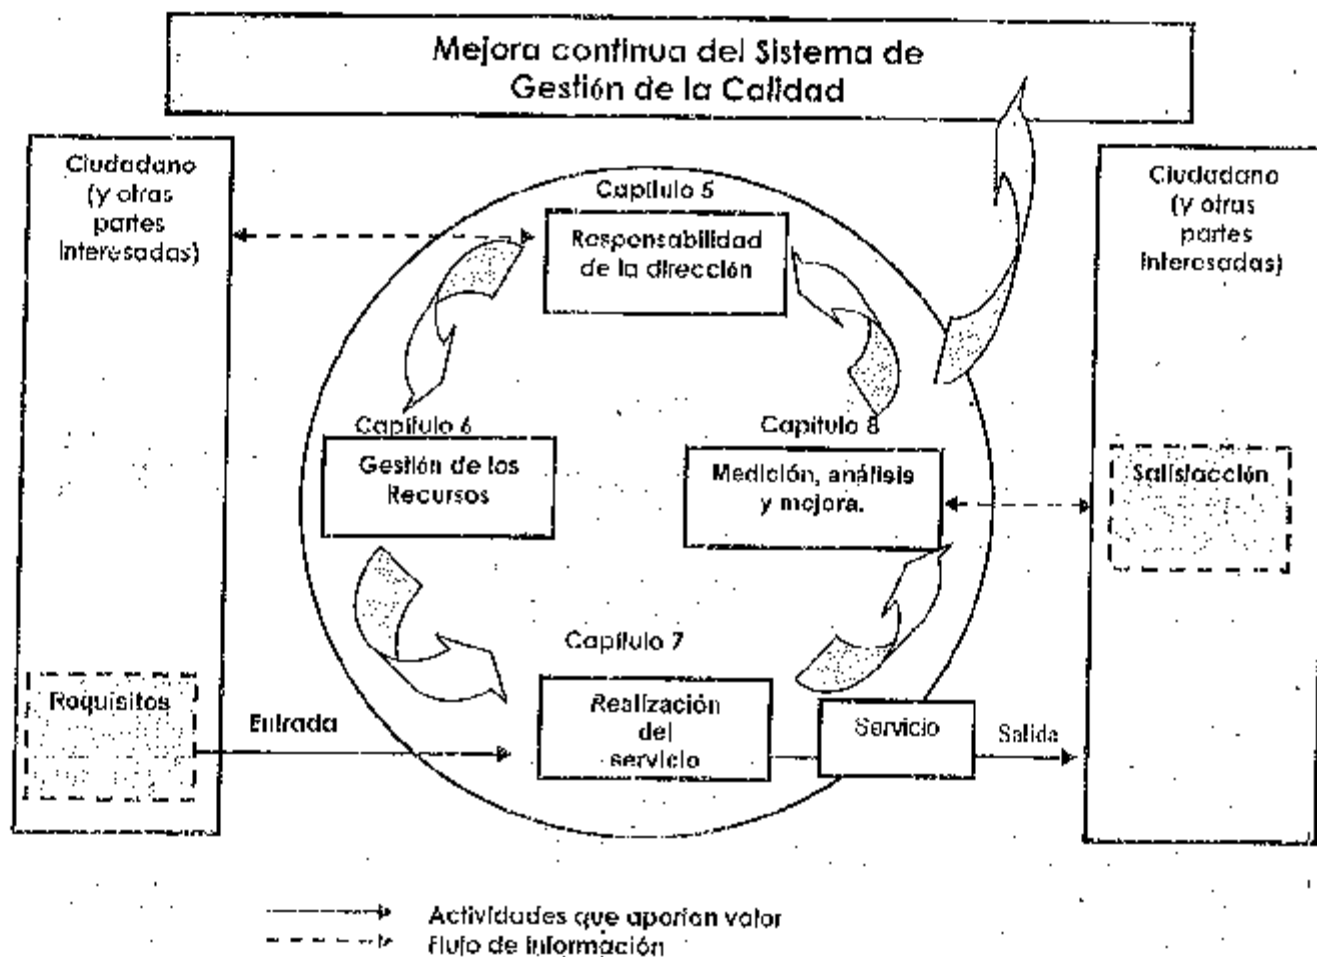 Mejora continua del Sistema de
Gestión de la Calidad
Ciudadano
(y otras
partes
interesadas)
Capítulo 5
Responsabilidad
de la dirección
Ciudadano
(y otras
partes
interesadas)
Capítulo 6
Gestión de los
Recursos
Capítulo 8
Medición, análisis
y mejora.
Satisfacción
Capítulo 7
Requisitos
Entrada
Realización
del
servicio
Servicio
Salida
Actividades que aportan valor
Flujo de información